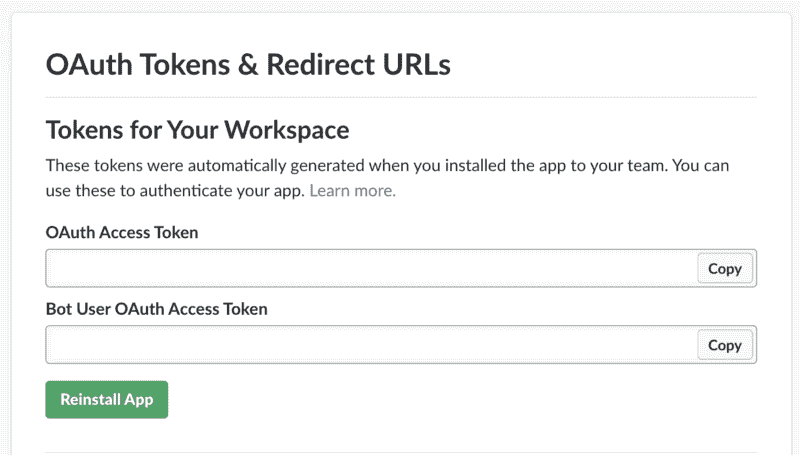 OAuth Tokens & Redirect URLs
Tokens for Your Workspace
These tokens were automatically generated when you installed the app to your team. You can
use these to authenticate your app. Learn more.
OAuth Access Token
Copy
Bot User OAuth Access Token
Copy
Reinstall App